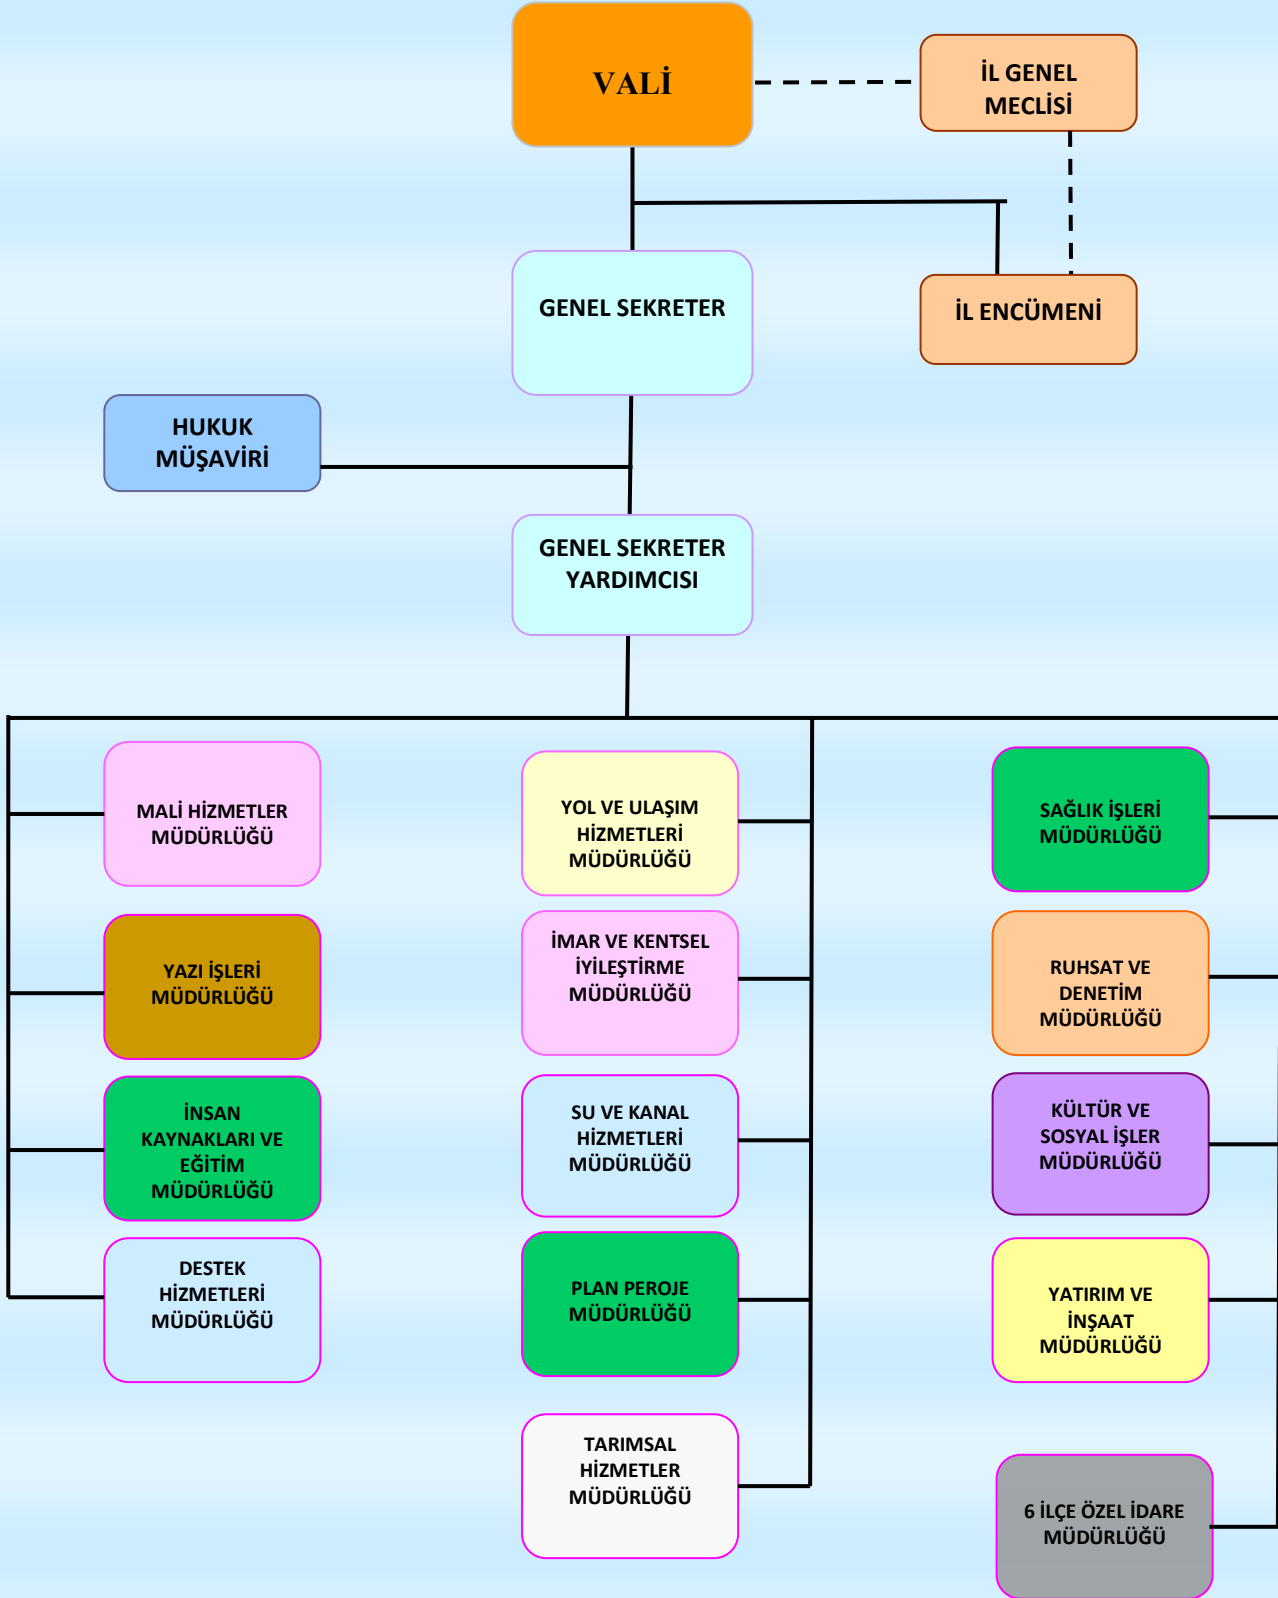 VALİ
İL GENEL
MECLİSİ
GENEL SEKRETER
İL ENCÜMENİ
HUKUK
MÜŞAVİRİ
GENEL SEKRETER
YARDIMCISI
MALİ HİZMETLER
MÜDÜRLÜĞÜ
YAZI İŞLERİ
MÜDÜRLÜĞÜ
İNSAN
KAYNAKLARI VE
EĞİTİM
MÜDÜRLÜĞÜ
DESTEK
HİZMETLERİ
MÜDÜRLÜĞÜ
YOL VE ULAŞIM
HİZMETLERİ
MÜDÜRLÜĞÜ
İMAR VE KENTSEL
İYİLEŞTİRME
MÜDÜRLÜĞÜ
SU VE KANAL
HİZMETLERİ
MÜDÜRLÜĞÜ
PLAN PEROJE
MÜDÜRLÜĞÜ
TARIMSAL
HİZMETLER
MÜDÜRLÜĞÜ
SAĞLIK İŞLERİ
MÜDÜRLÜĞÜ
RUHSAT VE
DENETİM
MÜDÜRLÜĞÜ
KÜLTÜR VE
SOSYAL İŞLER
MÜDÜRLÜĞÜ
YATIRIM VE
İNŞAAT
MÜDÜRLÜĞÜ
6 İLÇE ÖZEL İDARE
MÜDÜRLÜĞÜ